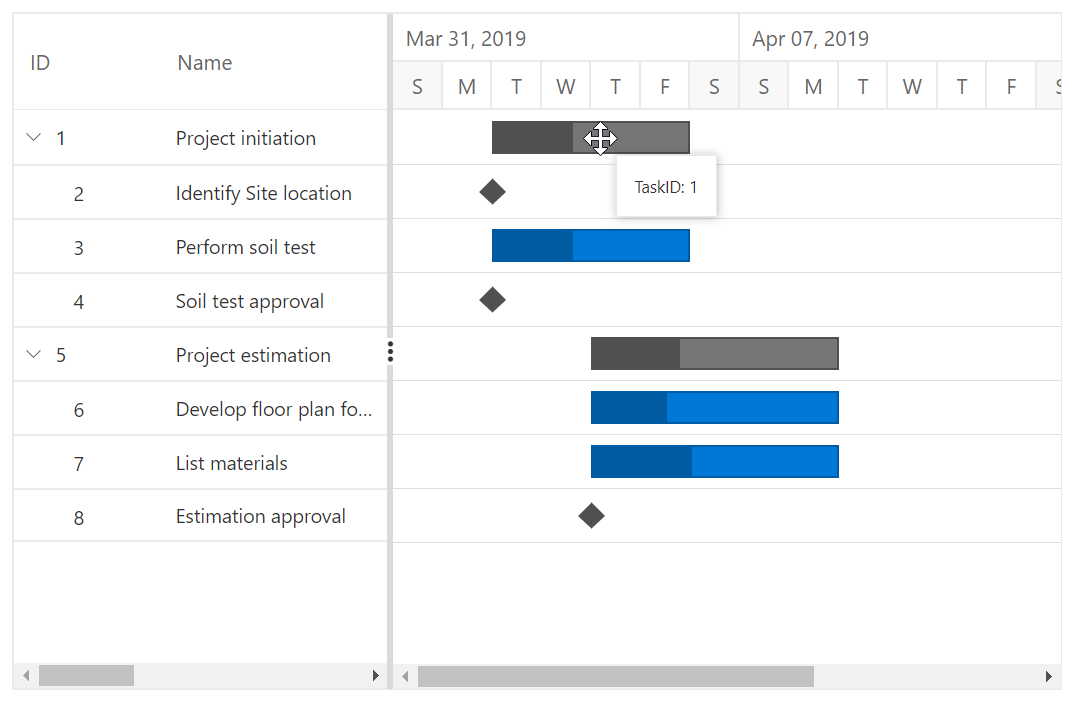 ID Name
Mar 31, 2019 Apr 07, 2019
S M T W T F S S M T W T F S
1 Project initiation
TaskID: 1
2 Identify Site location
3 Perform soil test
4 Soil test approval
5 Project estimation
6 Develop floor plan fo...
7 List materials
8 Estimation approval